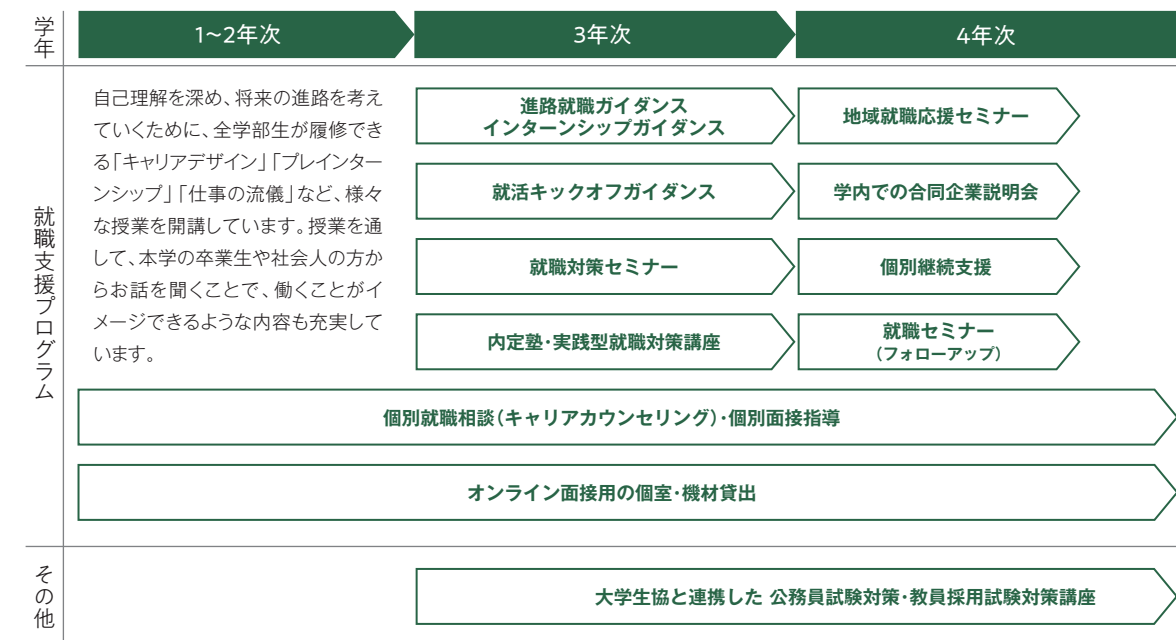 学年
1~2年次
3年次
4年次
就職支援プログラム
自己理解を深め、将来の進路を考え
ていくために、全学部生が履修でき
る「キャリアデザイン」「プレインター
ンシップ」「仕事の流儀」など、様々
な授業を開講しています。授業を通
して、本学の卒業生や社会人の方か
らお話を聞くことで、働くことがイ
メージできるような内容も充実して
います。
進路就職ガイダンス
インターンシップガイダンス
地域就職応援セミナー
就活キックオフガイダンス
学内での合同企業説明会
就職対策セミナー
個別継続支援
内定塾・実践型就職対策講座
就職セミナー
(フォローアップ)
個別就職相談(キャリアカウンセリング)・個別面接指導
オンライン面接用の個室・機材貸出
その他
大学生協と連携した 公務員試験対策・教員採用試験対策講座